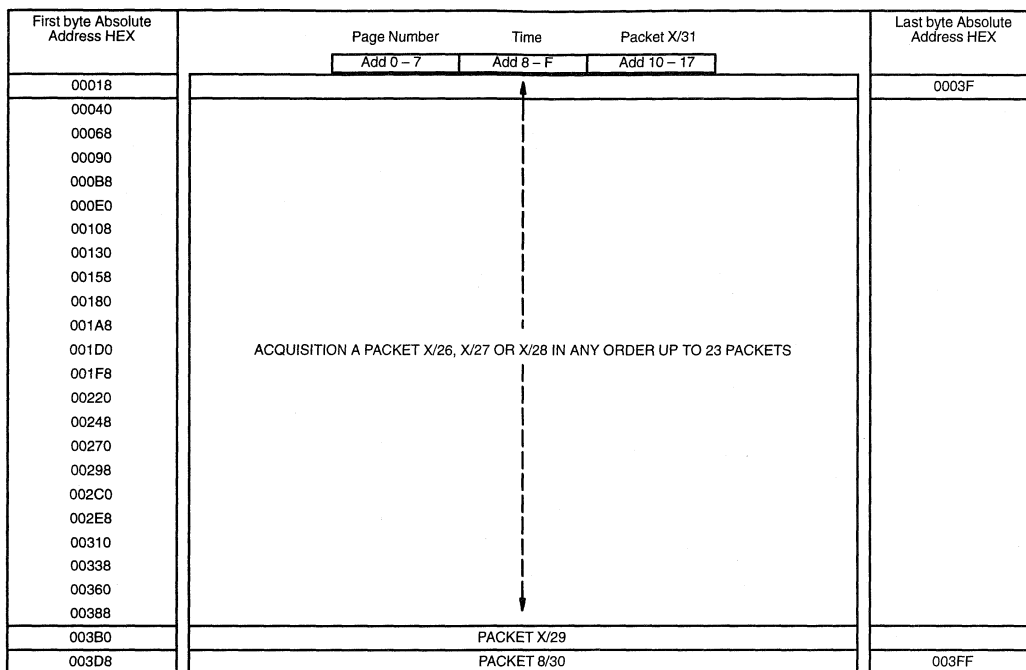 First byte Absolute
Address HEX
Page Number Time Packet X/31
Last byte Absolute
Address HEX
Add 0 – 7 Add 8 – F Add 10 – 17
00018 0003F
00040
00068
00090
000B8
000E0
00108
00130
00158
00180
001A8
001D0 ACQUISITION A PACKET X/26, X/27 OR X/28 IN ANY ORDER UP TO 23 PACKETS
001F8
00220
00248
00270
00298
002C0
002E8
00310
00338
00360
00388
003B0 PACKET X/29
003D8 PACKET 8/30 003FF